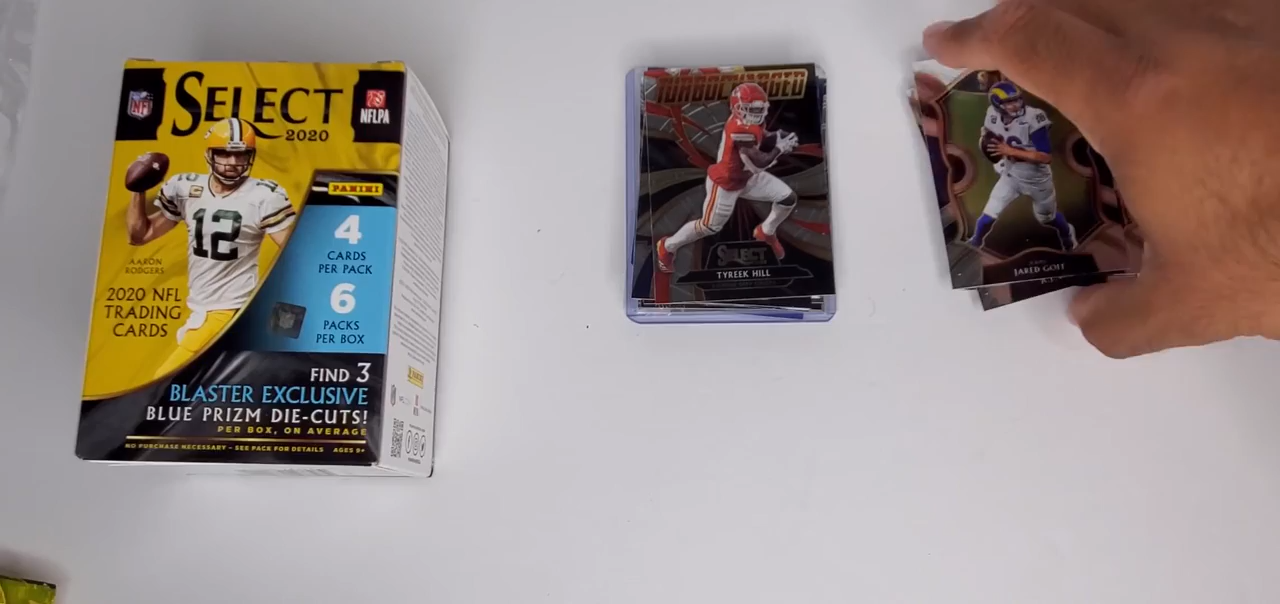 NFL
SELECT
2020
NFLPA
PANINI
12
AARON
RODGERS
4
CARDS
PER PACK
2020 NFL
TRADING
CARDS
6
PACKS
PER BOX
FIND 3
BLASTER EXCLUSIVE
BLUE PRIZM DIE-CUTS!
PER BOX, ON AVERAGE
NO PURCHASE NECESSARY – SEE PACK FOR DETAILS AGES 9+
PANINI
TURBOCHARGED
SELECT
TYREEK HILL
JARED GOFF